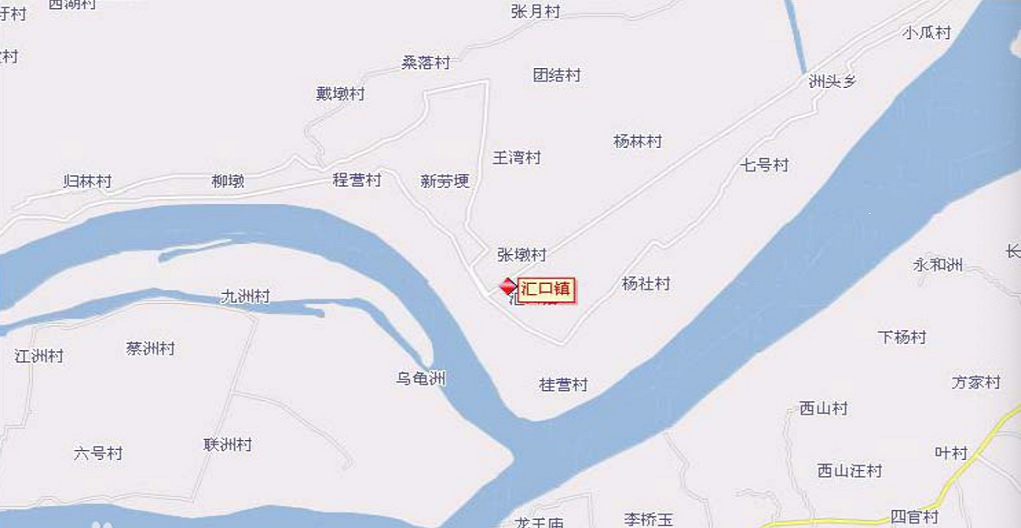 西湖村
张月村
小瓜村
桑落村
团结村
洲头乡
戴墩村
杨林村
王湾村
七号村
归林村
柳墩
程营村
新劳埂
张墩村
永和洲
长
杨社村
汇口镇
九洲村
下杨村
江洲村
蔡洲村
乌龟洲
桂营村
方家村
西山村
联洲村
六号村
叶村
西山汪村
四官村
李桥玉
龙王庙